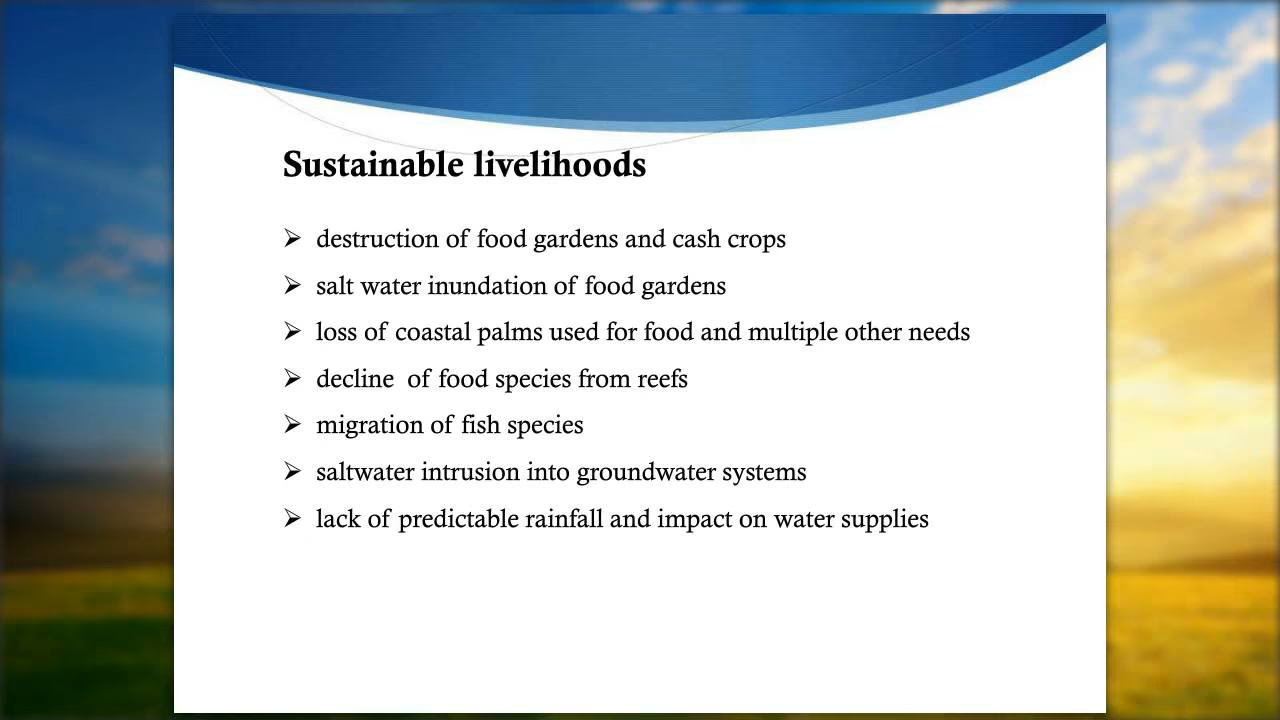 Sustainable livelihoods
➢ destruction of food gardens and cash crops
➢ salt water inundation of food gardens
➢ loss of coastal palms used for food and multiple other needs
➢ decline  of food species from reefs
➢ migration of fish species
➢ saltwater intrusion into groundwater systems
➢ lack of predictable rainfall and impact on water supplies